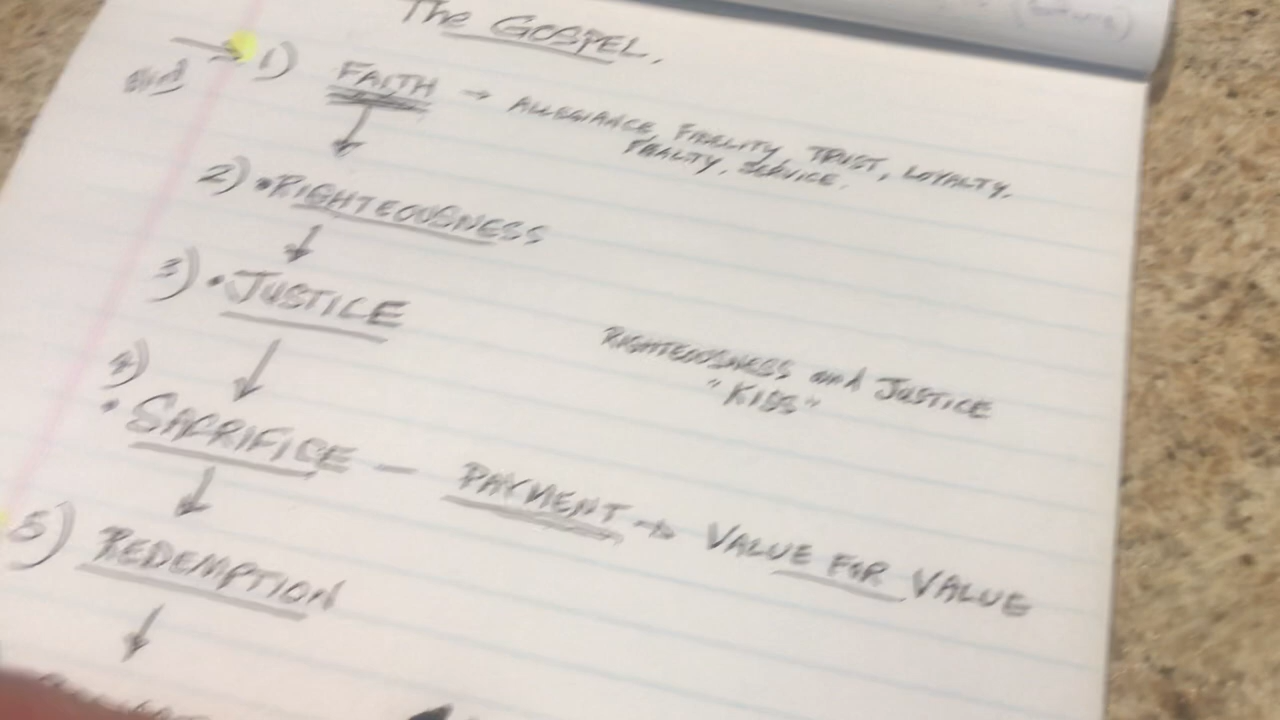 The GOSPEL.
1) FAITH → ALLEGIANCE, FIDELITY, TRUST, LOYALTY.
FEALTY, SERVICE.
2) • RIGHTEOUSNESS
3) • JUSTICE
RIGHTEOUSNESS and JUSTICE
"KISS"
4)
• SACRIFICE — PAYMENT → VALUE FOR VALUE
5) REDEMPTION